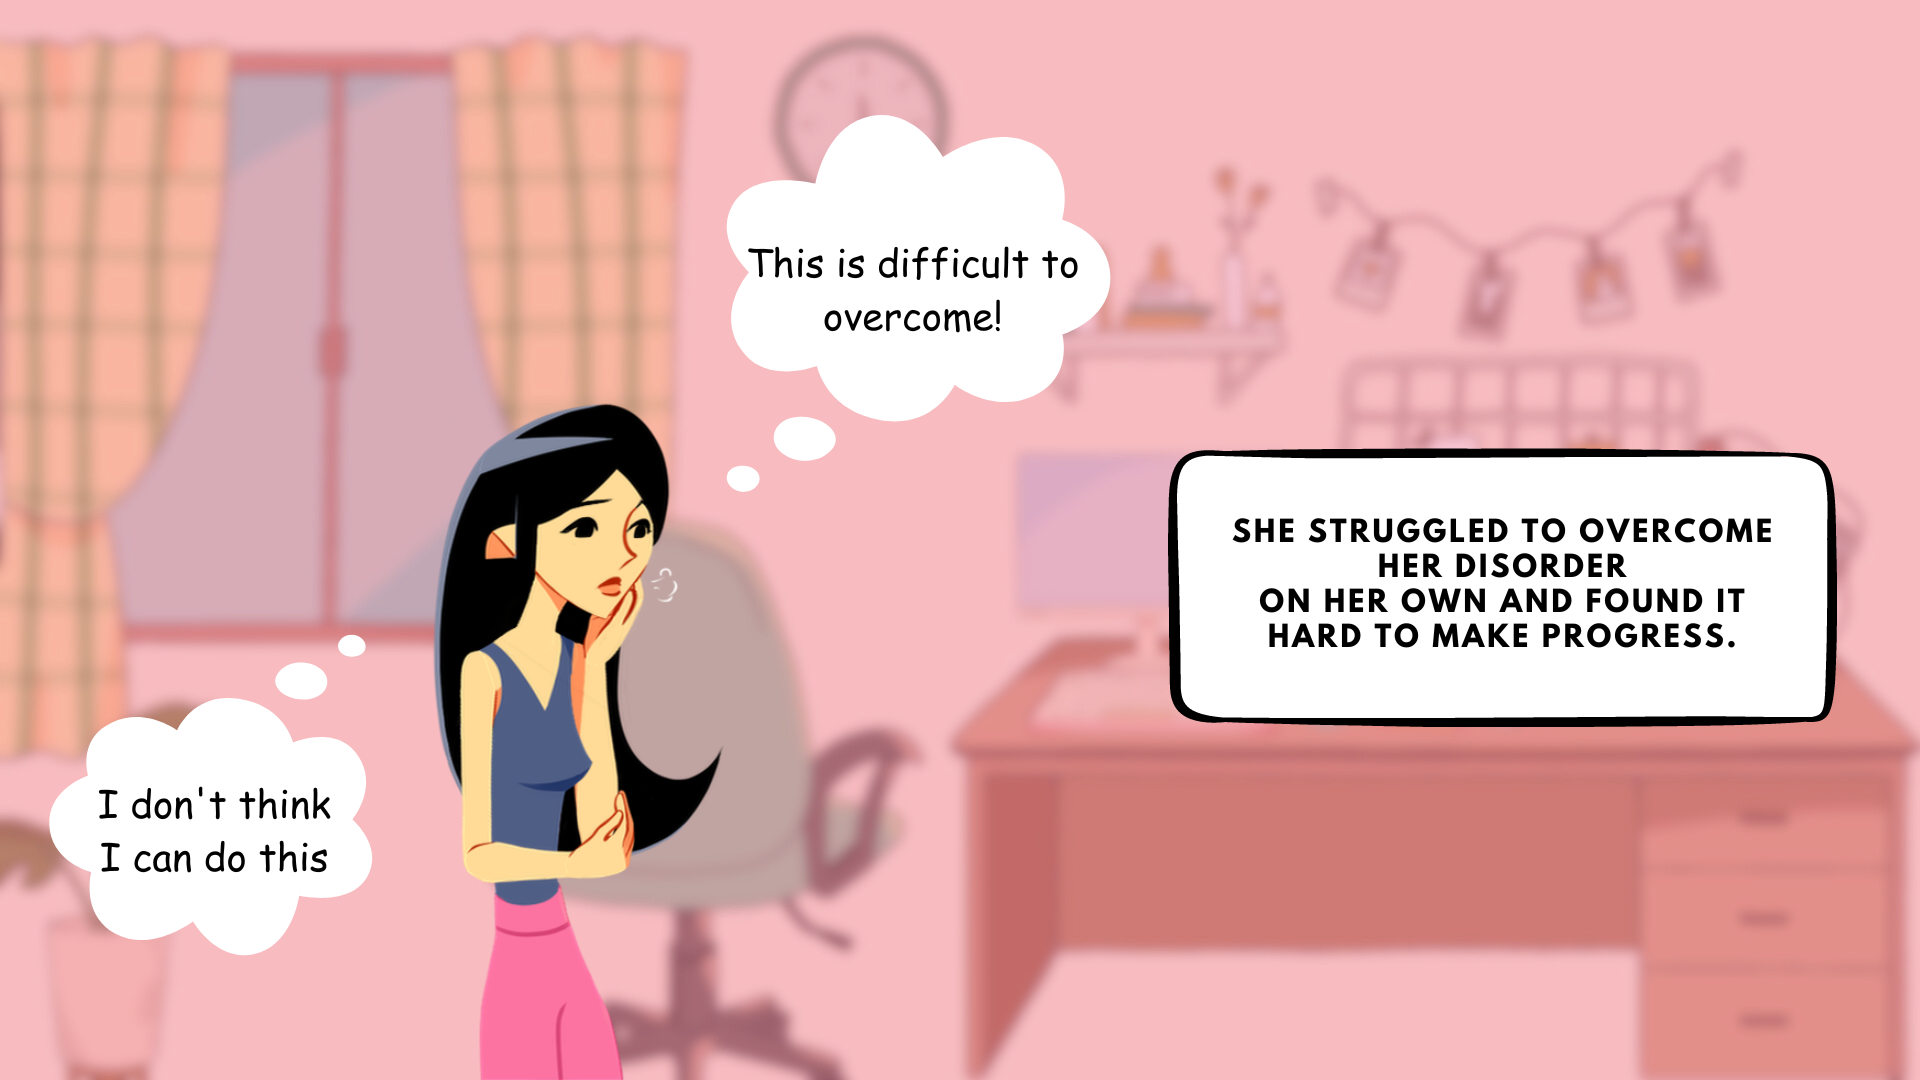 This is difficult to
overcome!
SHE STRUGGLED TO OVERCOME
HER DISORDER
ON HER OWN AND FOUND IT
HARD TO MAKE PROGRESS.
I don't think
I can do this